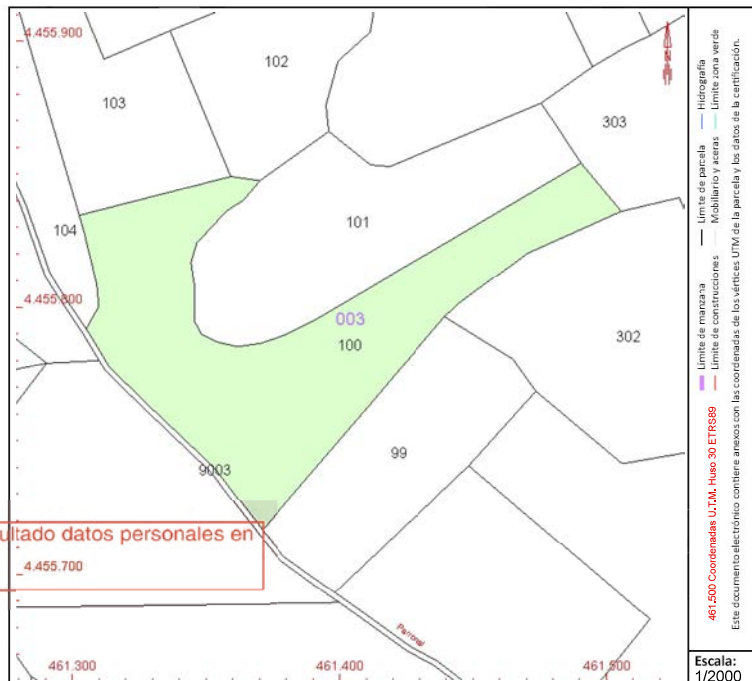 4.455.900
102
103
303
101
104
4.455.800
003
100
302
99
9003
ultado datos personales en
4.455.700
Parronal
461.300
461.400
461.500
N
Hidrografía
Límite zona verde
Límite de parcela
Mobiliario y aceras
Límite de manzana
Límite de construcciones
461.500 Coordenadas U.T.M. Huso 30 ETRS89
Este documento electrónico contiene anexos con las coordenadas de los vértices UTM de la parcela y los datos de la certificación.
Escala:
1/2000